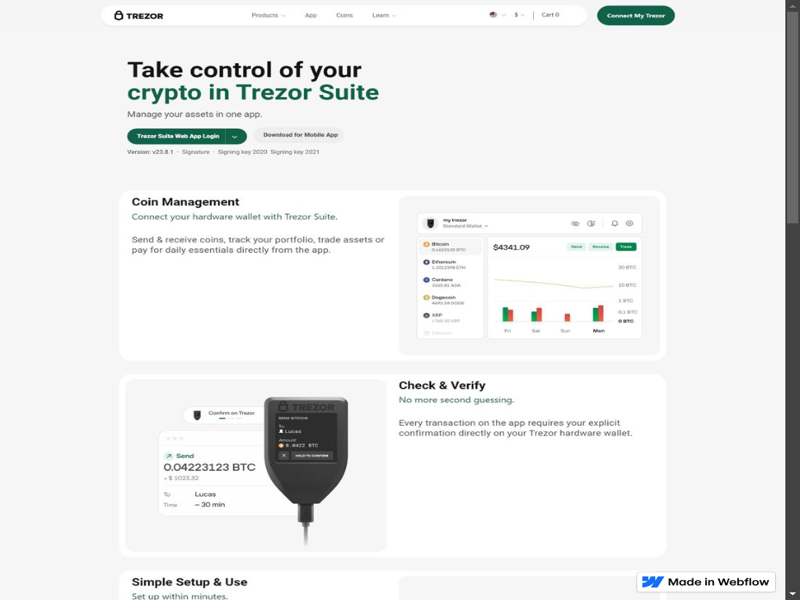 TREZOR
Products App Coins Learn $ Cart 0 Connect My Trezor
Take control of your
crypto in Trezor Suite
Manage your assets in one app.
Trezor Suite Web App Login Download for Mobile App
Version: v23.8.1 · Signature · Signing key 2020 Signing key 2021
Coin Management
Connect your hardware wallet with Trezor Suite.
Send & receive coins, track your portfolio, trade assets or
pay for daily essentials directly from the app.
my trezor
Standard Wallet
Bitcoin
Ethereum
Cardano
3265.81 ADA
Dogecoin
XRP
$4341.09
Send Receive Trade
20 BTC
10 BTC
1 BTC
0.1 BTC
0 BTC
Fri Sat Sun Mon
Confirm on Trezor
Send
0.04223123 BTC
≈ $ 1023.32
To Lucas
Time ~ 30 min
TREZOR
SEND BITCOIN
To:
Lucas
Amount:
0.0422 BTC
HOLD TO CONFIRM
Check & Verify
No more second guessing.
Every transaction on the app requires your explicit
confirmation directly on your Trezor hardware wallet.
Simple Setup & Use
Set up within minutes.
Made in Webflow